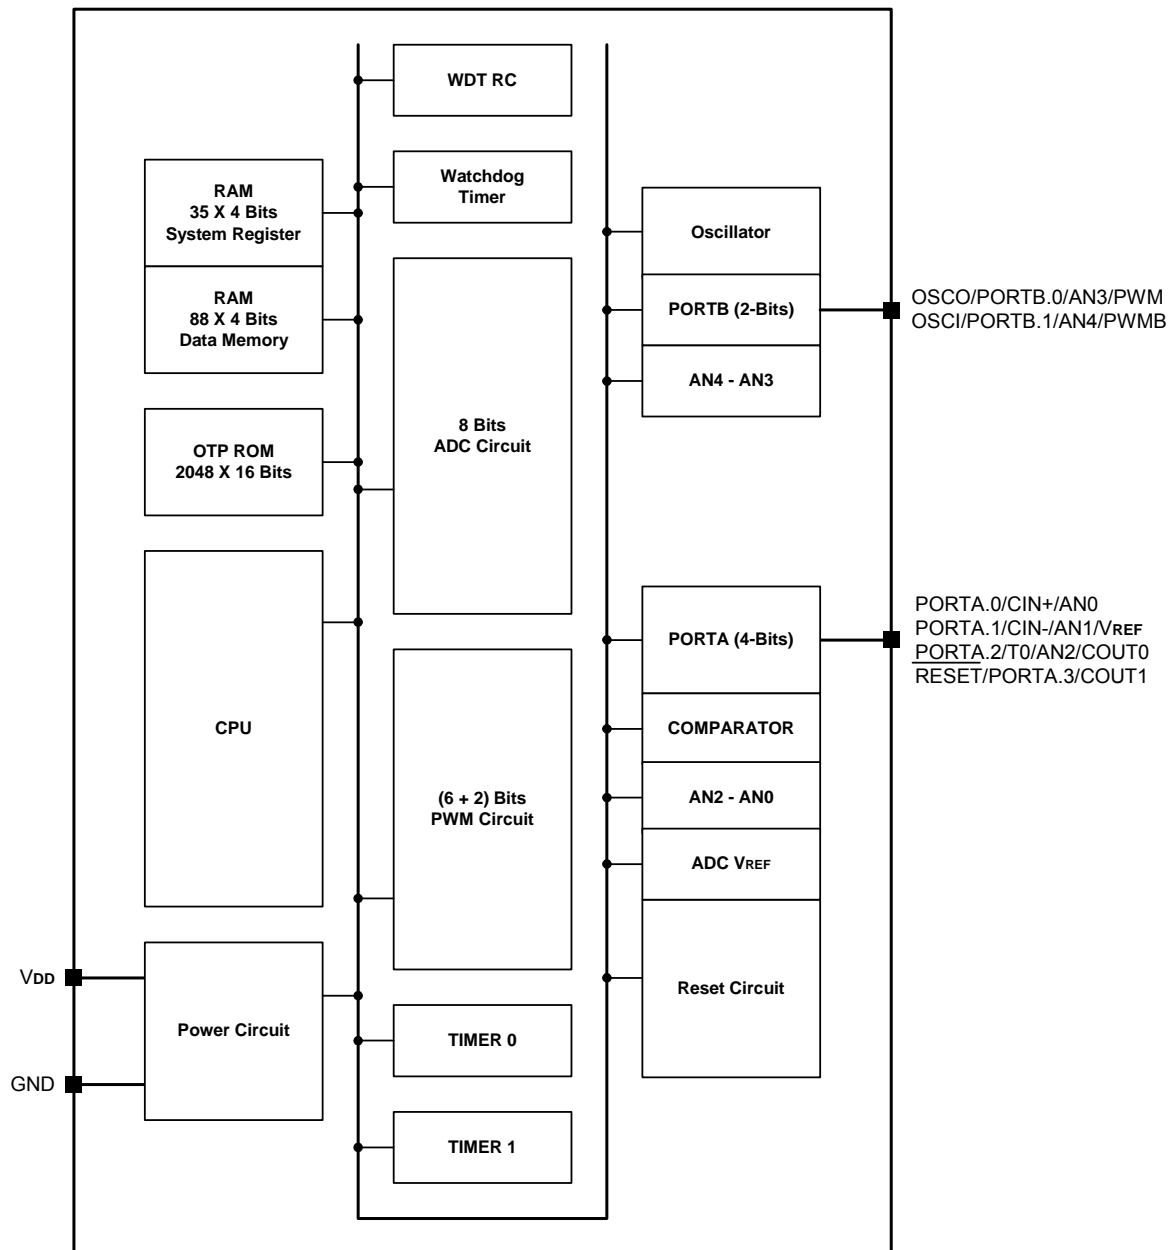 WDT RC
Watchdog
Timer
RAM
35 X 4 Bits
System Register
RAM
88 X 4 Bits
Data Memory
OTP ROM
2048 X 16 Bits
CPU
VDD
GND
Power Circuit
8 Bits
ADC Circuit
(6 + 2) Bits
PWM Circuit
TIMER 0
TIMER 1
Oscillator
PORTB (2-Bits)
AN4 - AN3
OSCO/PORTB.0/AN3/PWM
OSCI/PORTB.1/AN4/PWMB
PORTA (4-Bits)
COMPARATOR
AN2 - AN0
ADC VREF
Reset Circuit
PORTA.0/CIN+/AN0
PORTA.1/CIN-/AN1/VREF
PORTA.2/T0/AN2/COUT0
RESET/PORTA.3/COUT1